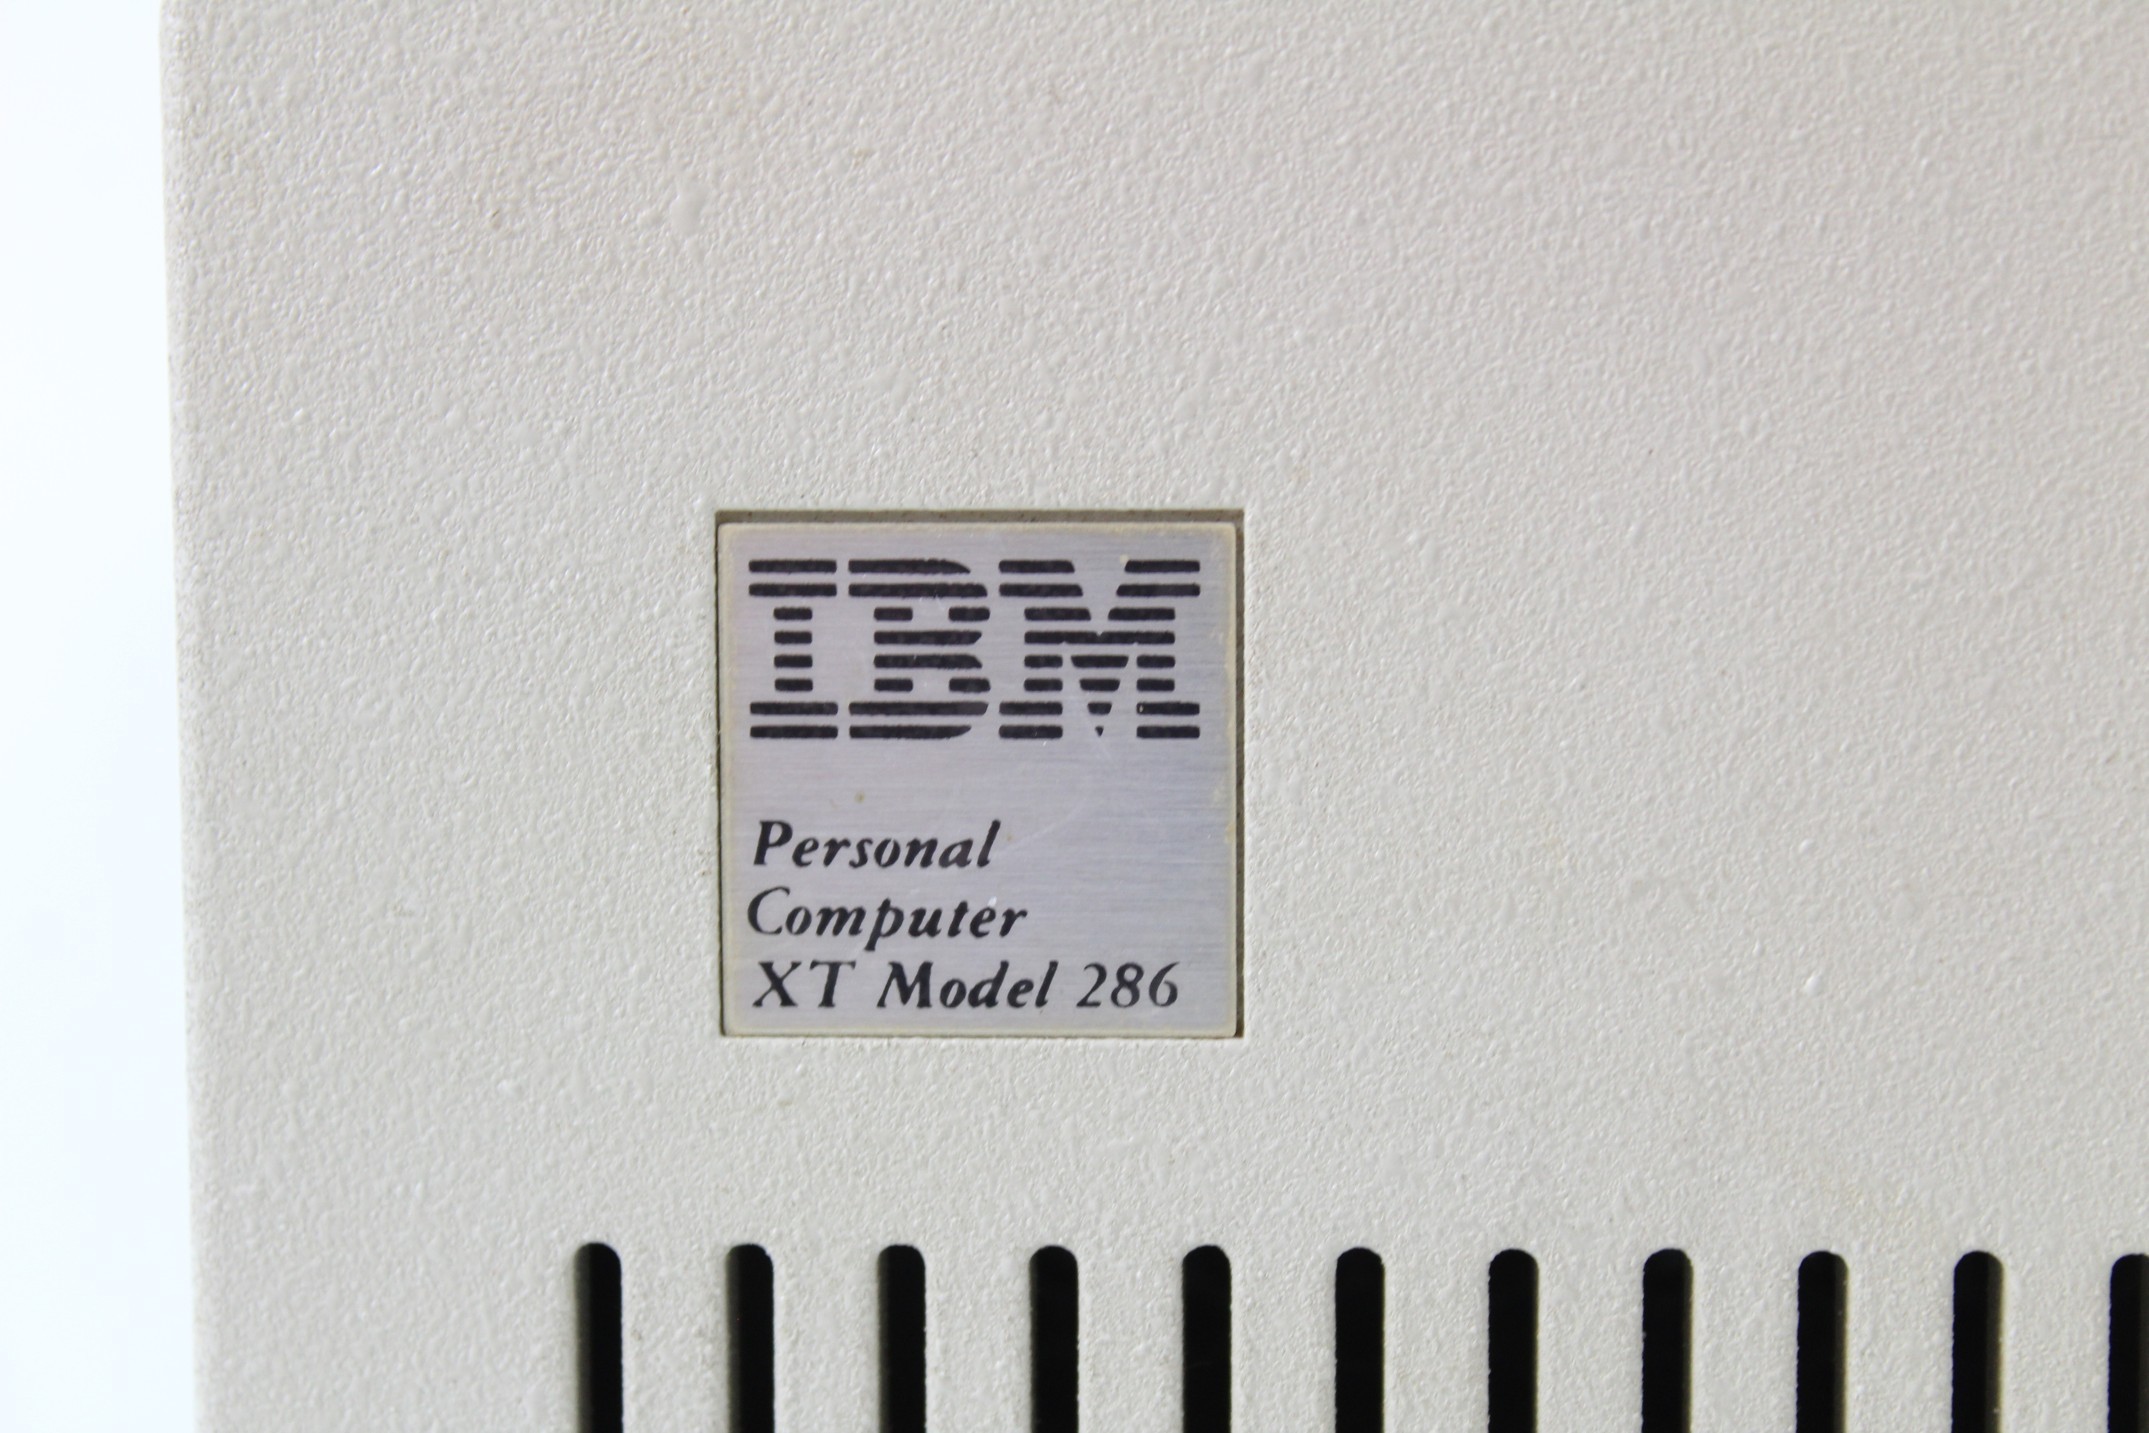 IBM
Personal
Computer
XT Model 286